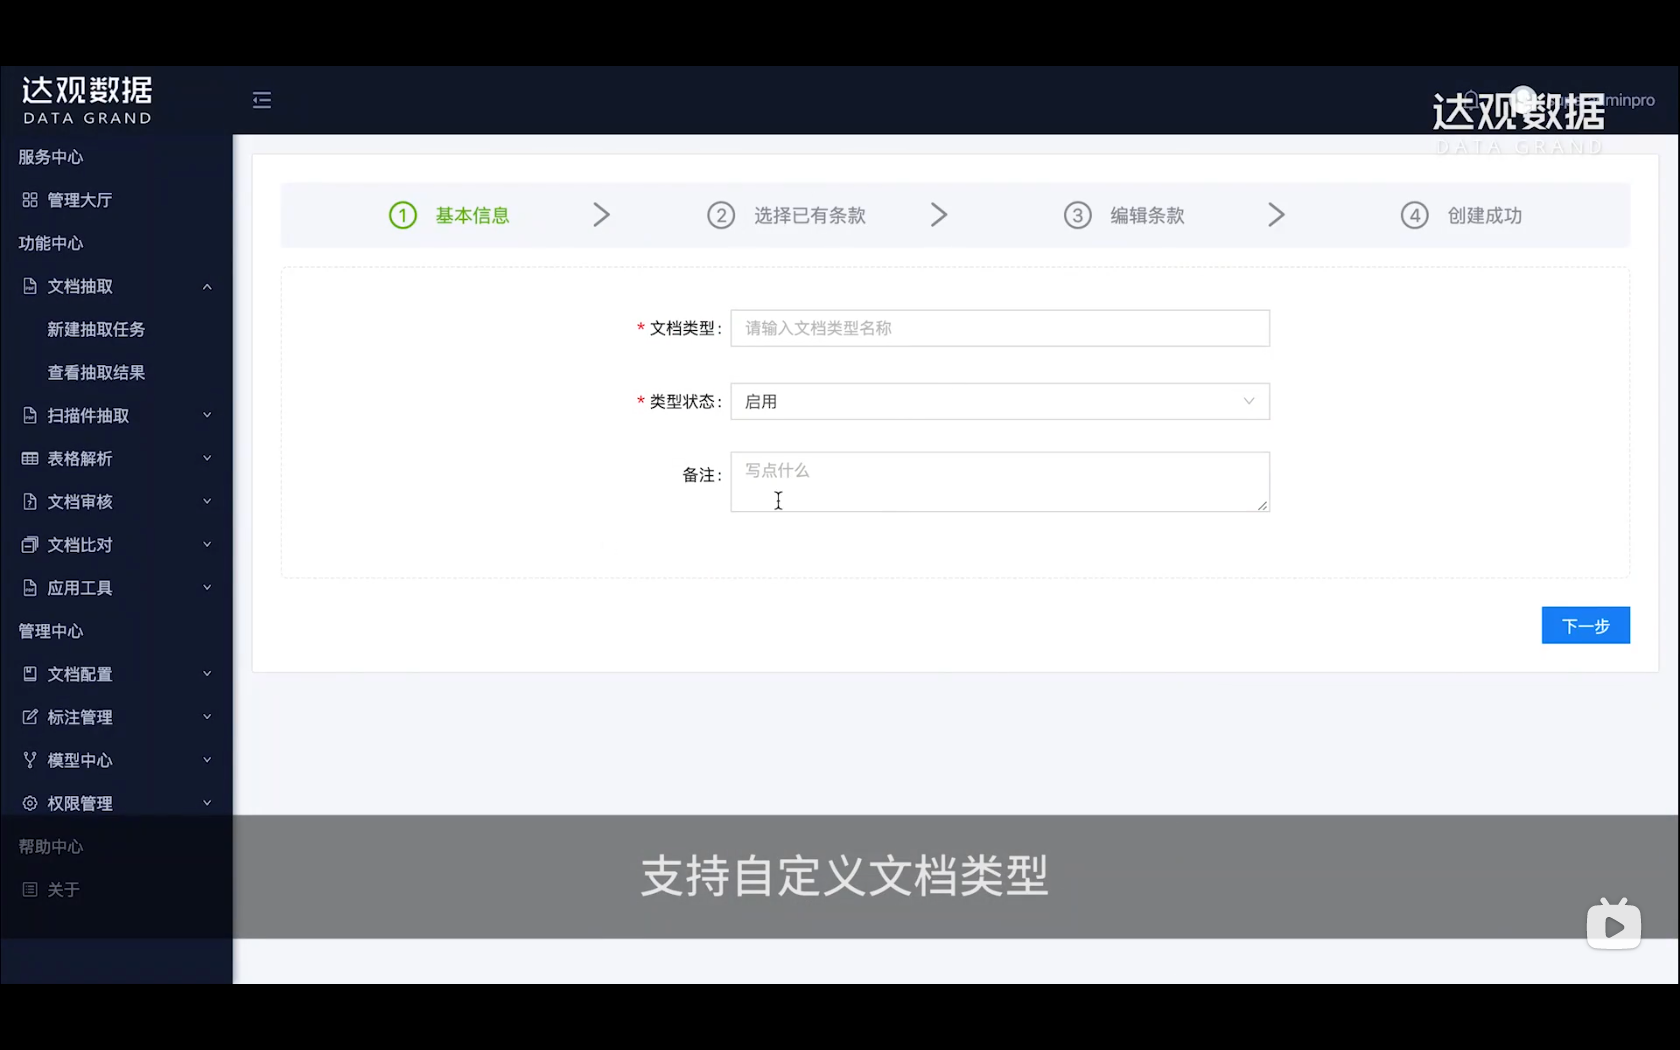 达观数据
DATA GRAND
达观数据
DATA GRAND
服务中心
管理大厅
功能中心
文档抽取
新建抽取任务
查看抽取结果
扫描件抽取
表格解析
文档审核
文档比对
应用工具
管理中心
文档配置
标注管理
模型中心
权限管理
帮助中心
关于
1 基本信息
2 选择已有条款
3 编辑条款
4 创建成功
* 文档类型: 请输入文档类型名称
* 类型状态: 启用
备注: 写点什么
下一步
支持自定义文档类型